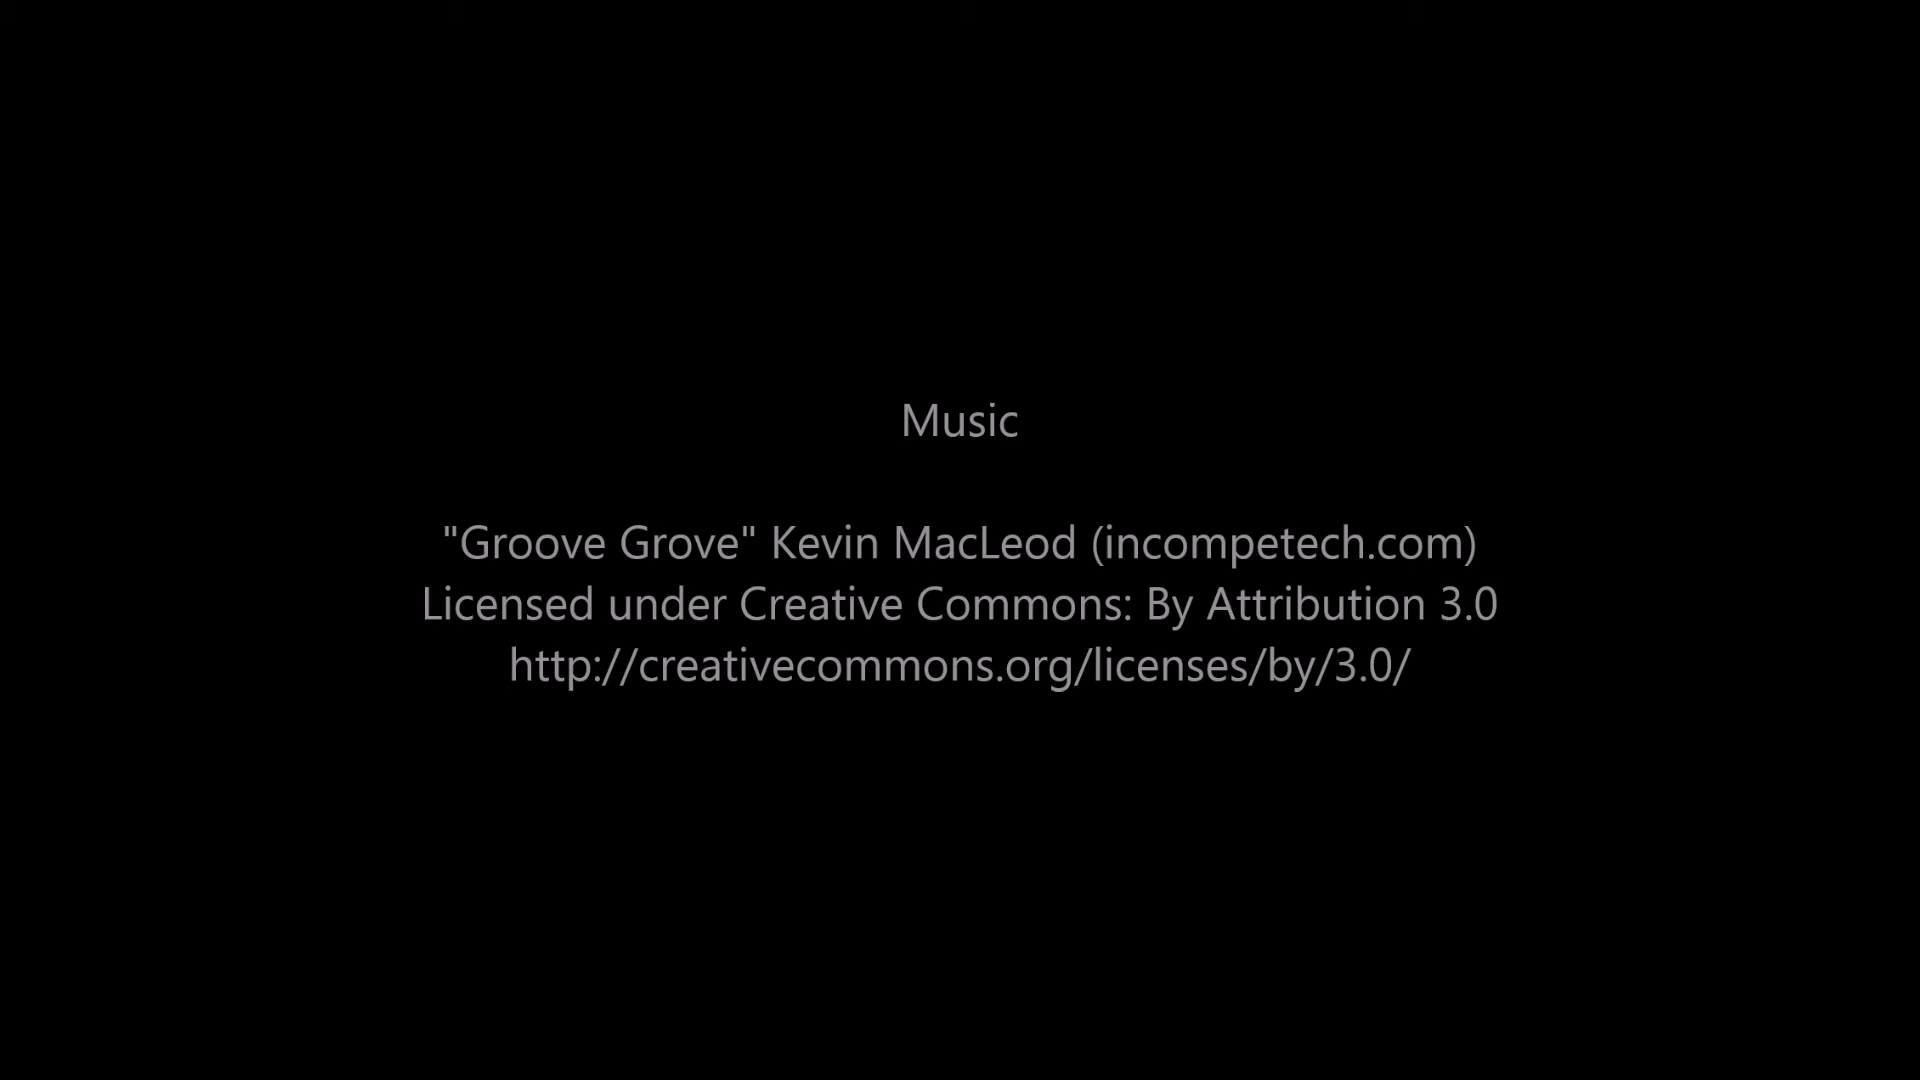 Music
"Groove Grove" Kevin MacLeod (incompetech.com)
Licensed under Creative Commons: By Attribution 3.0
http://creativecommons.org/licenses/by/3.0/